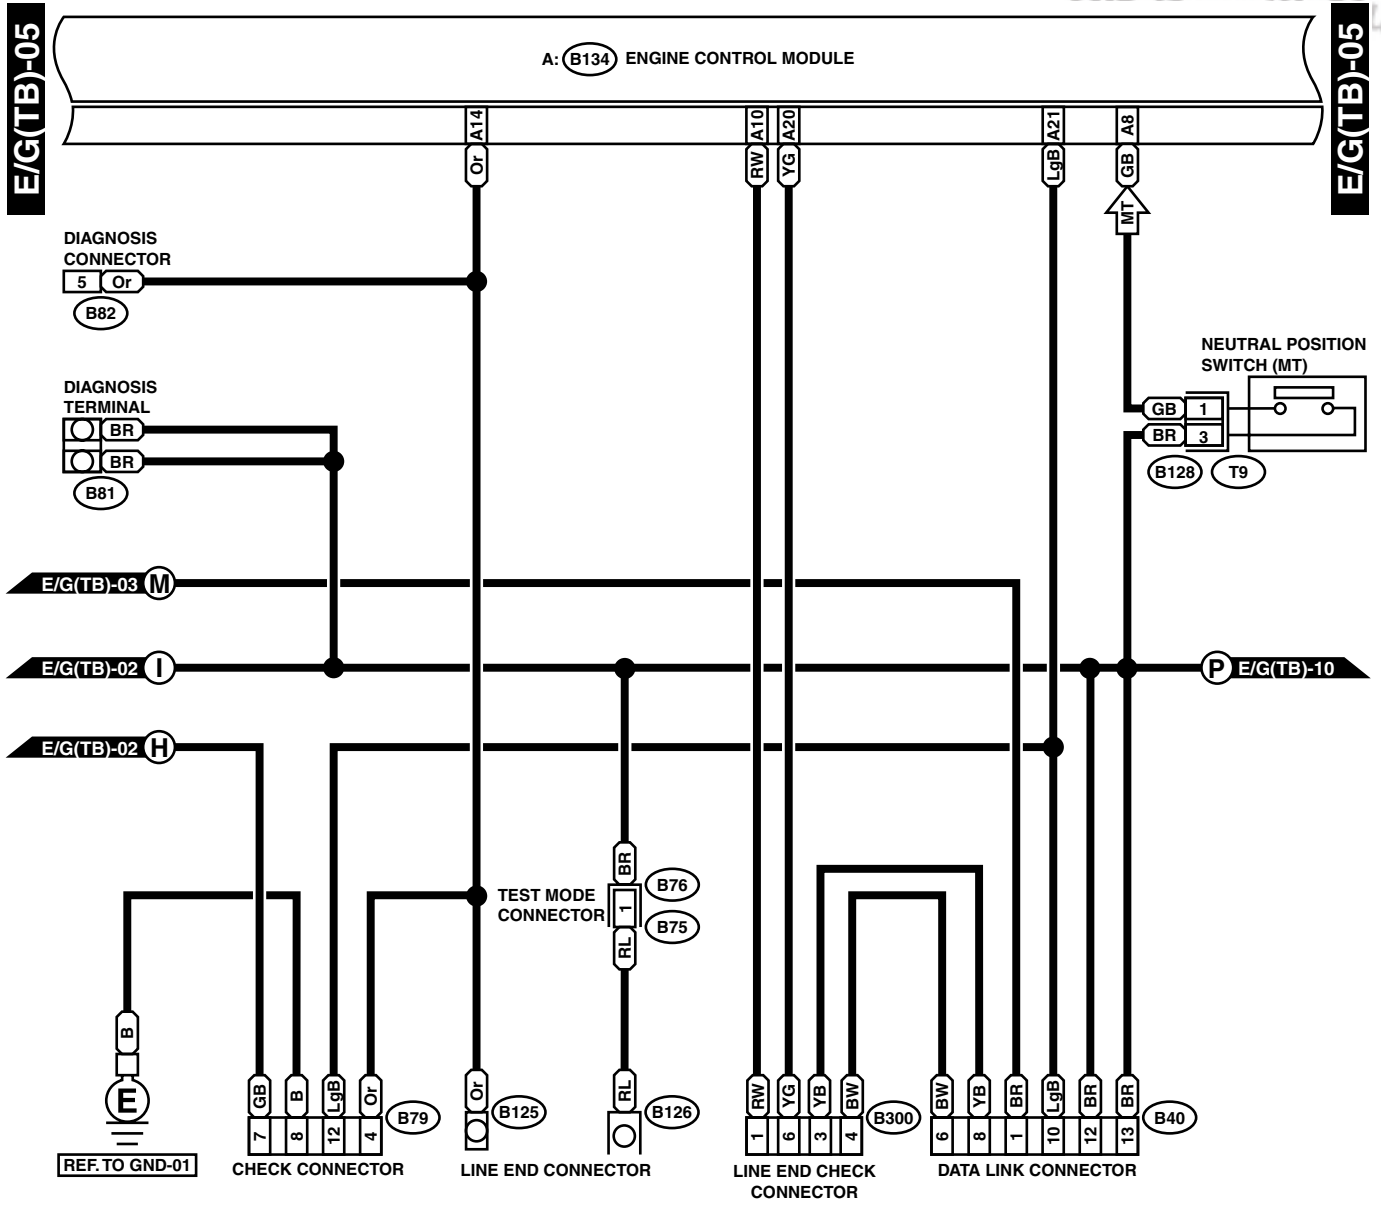 E/G(TB)-05
E/G(TB)-05
A: B134 ENGINE CONTROL MODULE
A14
A10
A20
A21
A8
Or
RW
YG
LgB
GB
MT
DIAGNOSIS
CONNECTOR
5 Or
B82
NEUTRAL POSITION
SWITCH (MT)
DIAGNOSIS
TERMINAL
BR
BR
B81
GB 1
BR 3
B128 T9
E/G(TB)-03 M
E/G(TB)-02 I
P E/G(TB)-10
E/G(TB)-02 H
BR
B76
TEST MODE
CONNECTOR
1
B75
RL
B
E
REF. TO GND-01
GB B LgB Or
7 8 12 4
B79
CHECK CONNECTOR
Or
B125
RL
B126
LINE END CONNECTOR
RW YG YB BW
1 6 3 4
B300
LINE END CHECK
CONNECTOR
BW YB BR LgB BR BR
6 8 1 10 12 13
B40
DATA LINK CONNECTOR